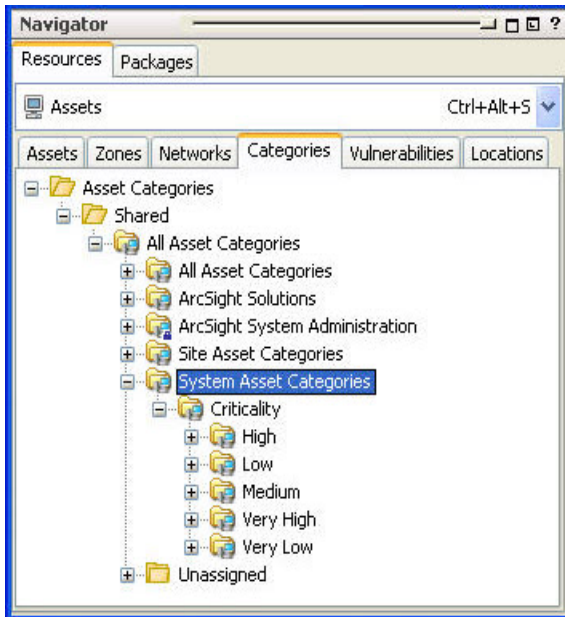 Navigator
Resources Packages
Assets Ctrl+Alt+S
Assets Zones Networks Categories Vulnerabilities Locations
Asset Categories
Shared
All Asset Categories
All Asset Categories
ArcSight Solutions
ArcSight System Administration
Site Asset Categories
System Asset Categories
Criticality
High
Low
Medium
Very High
Very Low
Unassigned